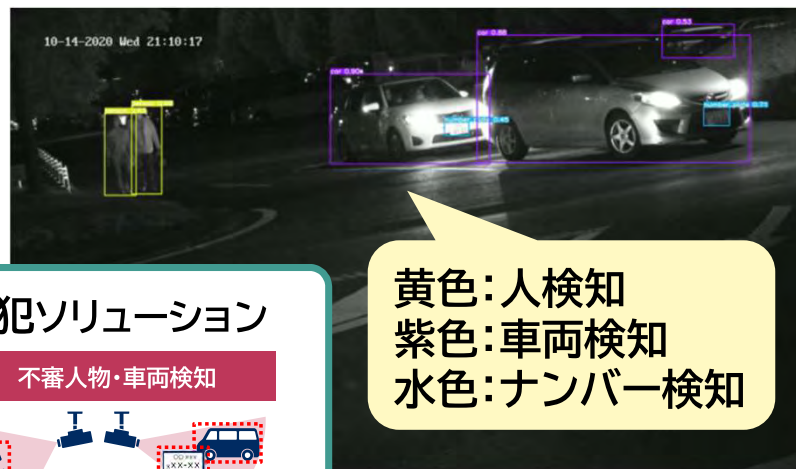 10-14-2020 Wed 21:10:17
car 0.53
car 0.88
car 0.90
黄色:人検知
紫色:車両検知
水色:ナンバー検知
犯ソリューション
不審人物・車両検知
XX-XX